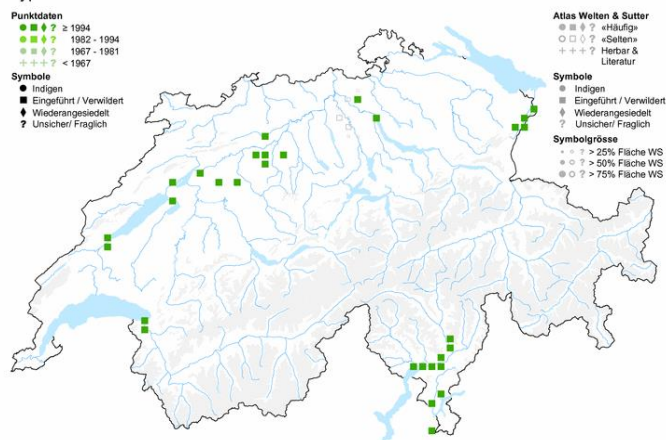 Punktdaten
≥ 1994
? 1982 - 1994
? 1967 - 1981
+++? < 1967
Symbole
Indigen
Eingeführt / Verwildert
Wiederangesiedelt
? Unsicher/ Fraglich
Atlas Welten & Sutter
? «Häufig»
? «Selten»
+++? Herbar &
Literatur
Symbole
Indigen
Eingeführt / Verwildert
Wiederangesiedelt
? Unsicher/ Fraglich
Symbolgrösse
? > 25% Fläche WS
? > 50% Fläche WS
? > 75% Fläche WS